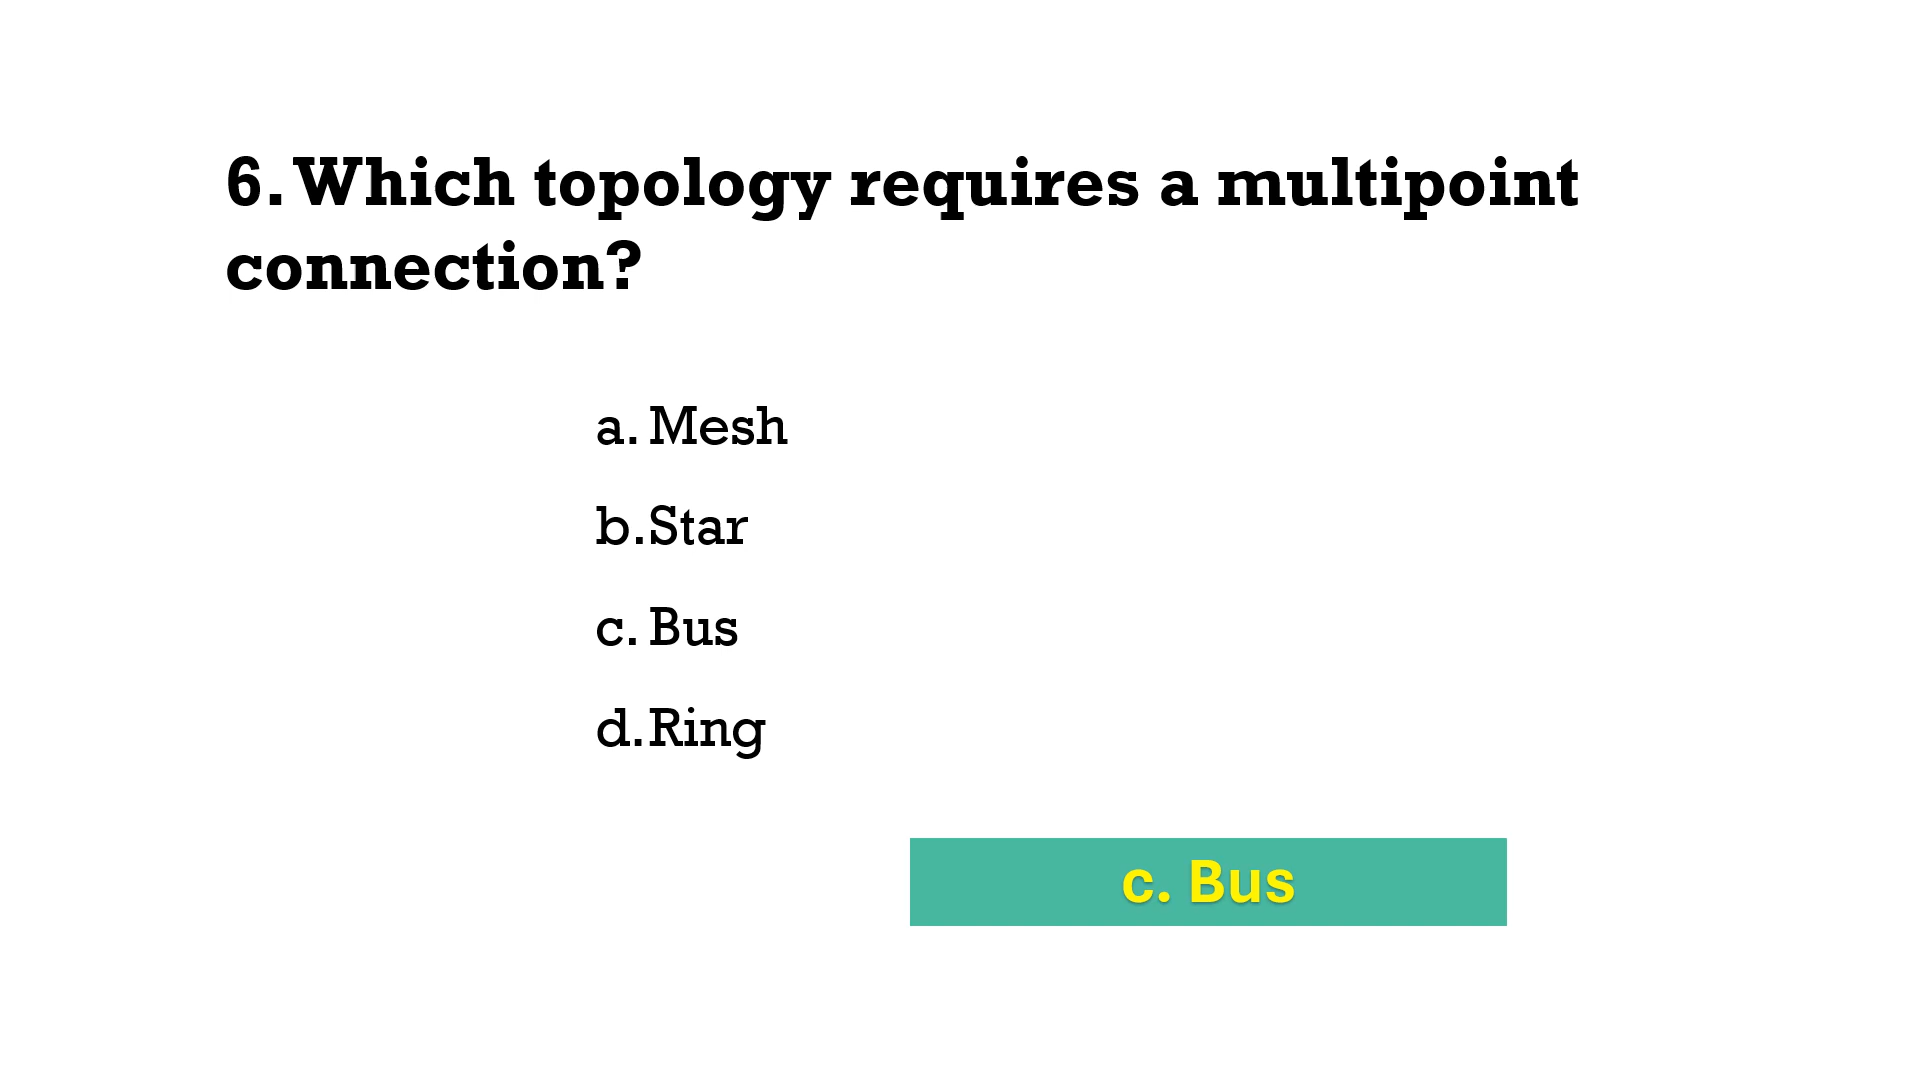 6. Which topology requires a multipoint
connection?
a. Mesh
b. Star
c. Bus
d. Ring
c. Bus